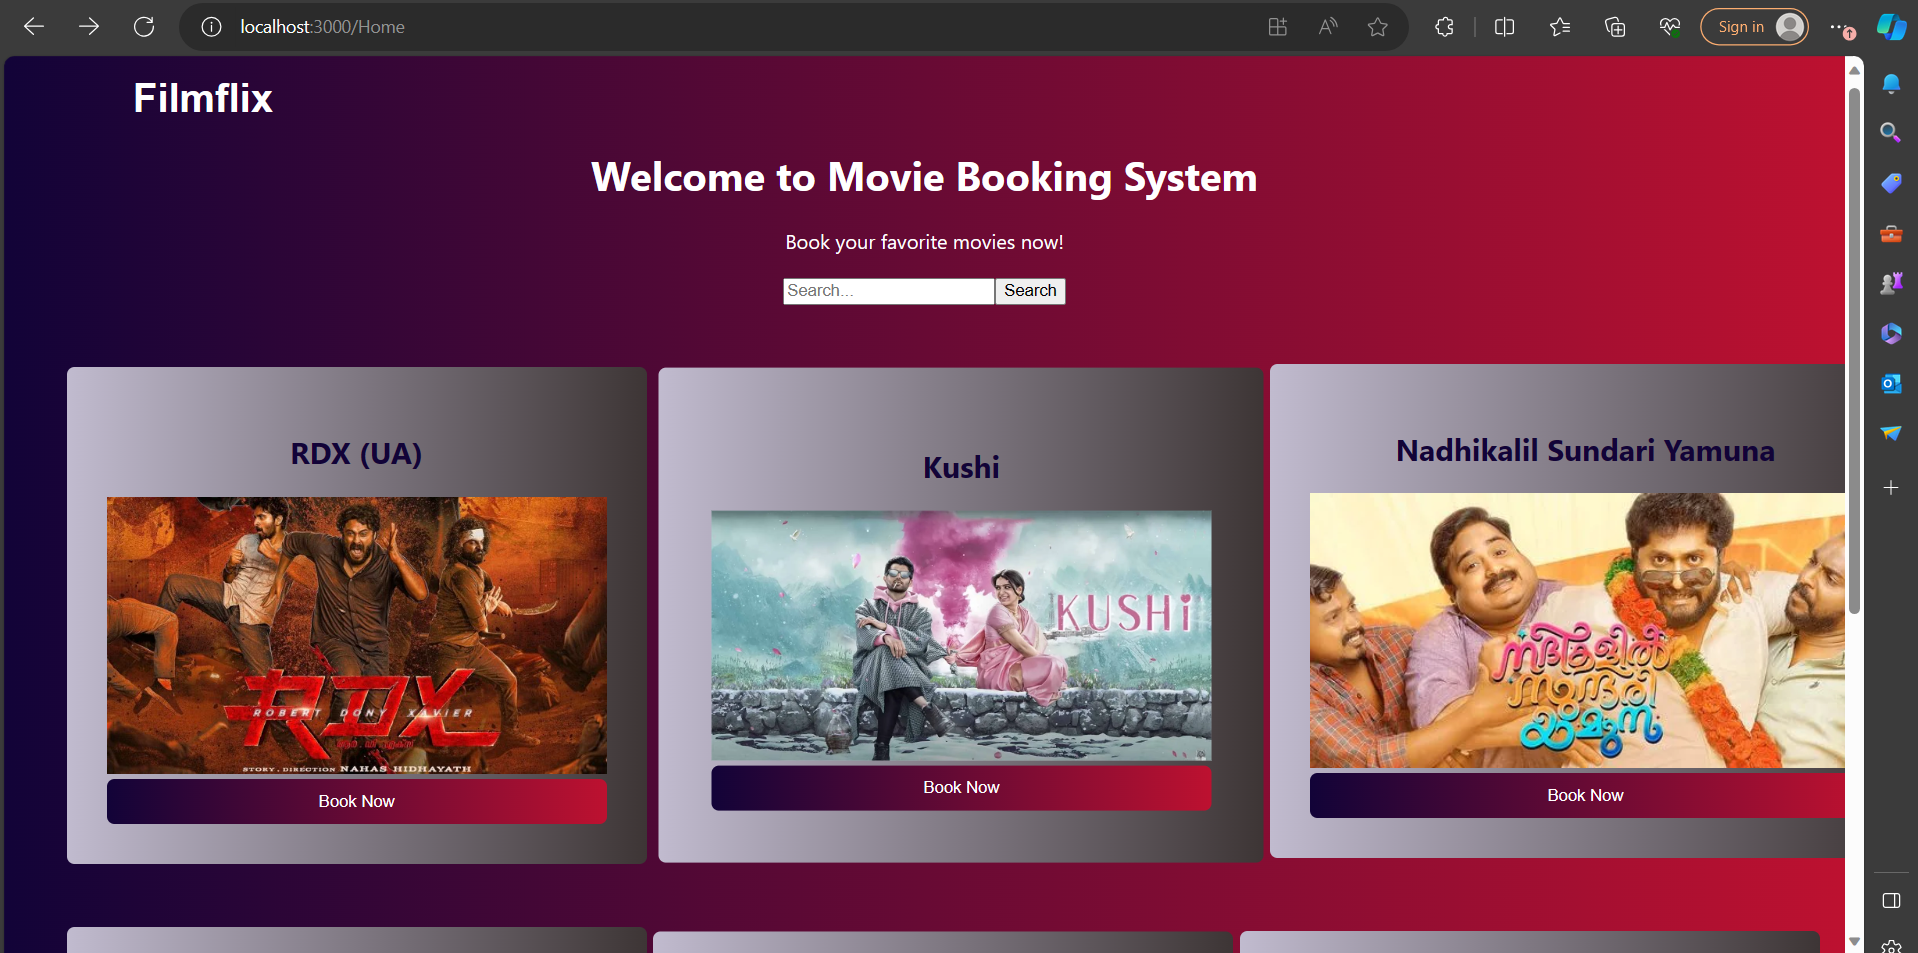 localhost:3000/Home
Sign in
Filmflix
Welcome to Movie Booking System
Book your favorite movies now!
Search...
Search
RDX (UA)
Kushi
Nadhikalil Sundari Yamuna
RDX
ROBERT DONY XAVIER
STORY . DIRECTION NAHAS HIDHAYATH
KUSHi
നദികളിൽ
സുന്ദരി
യമുന
Book Now
Book Now
Book Now